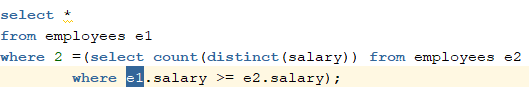 select *
from employees e1
where 2 =(select count(distinct(salary)) from employees e2
where e1.salary >= e2.salary);